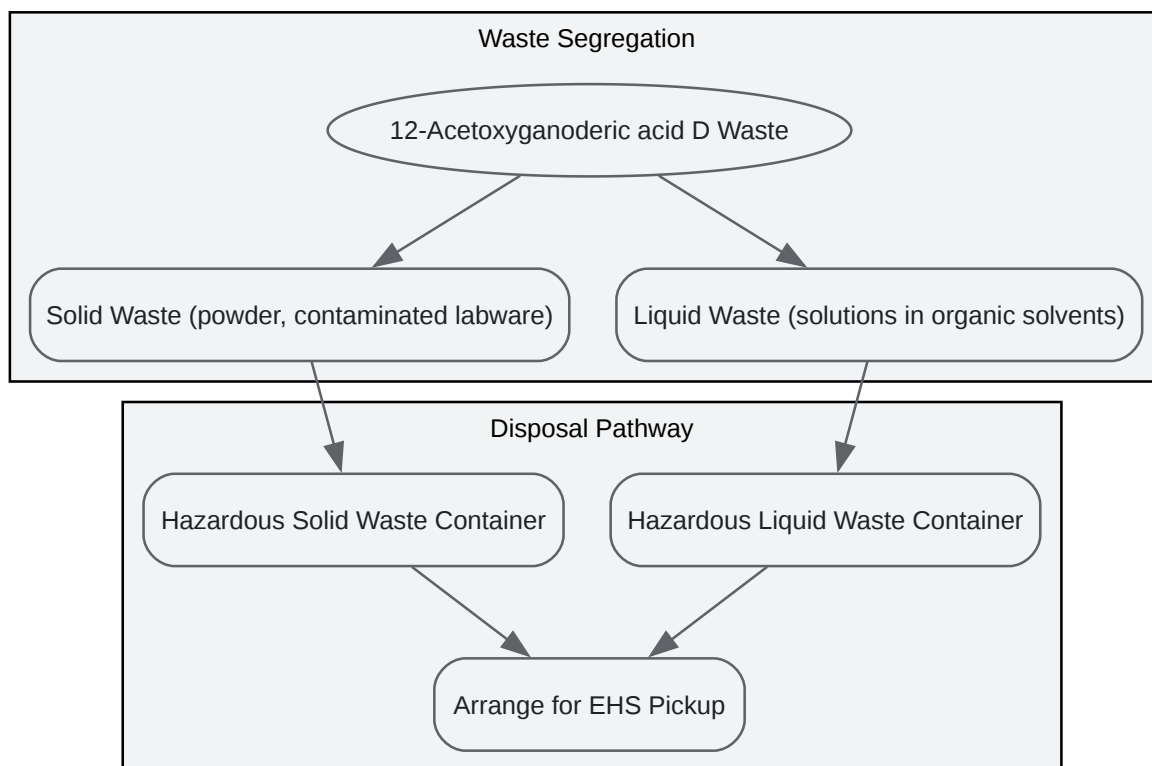 Waste Segregation
12-Acetoxyganoderic acid D Waste
Solid Waste (powder, contaminated labware)
Liquid Waste (solutions in organic solvents)
Disposal Pathway
Hazardous Solid Waste Container
Hazardous Liquid Waste Container
Arrange for EHS Pickup